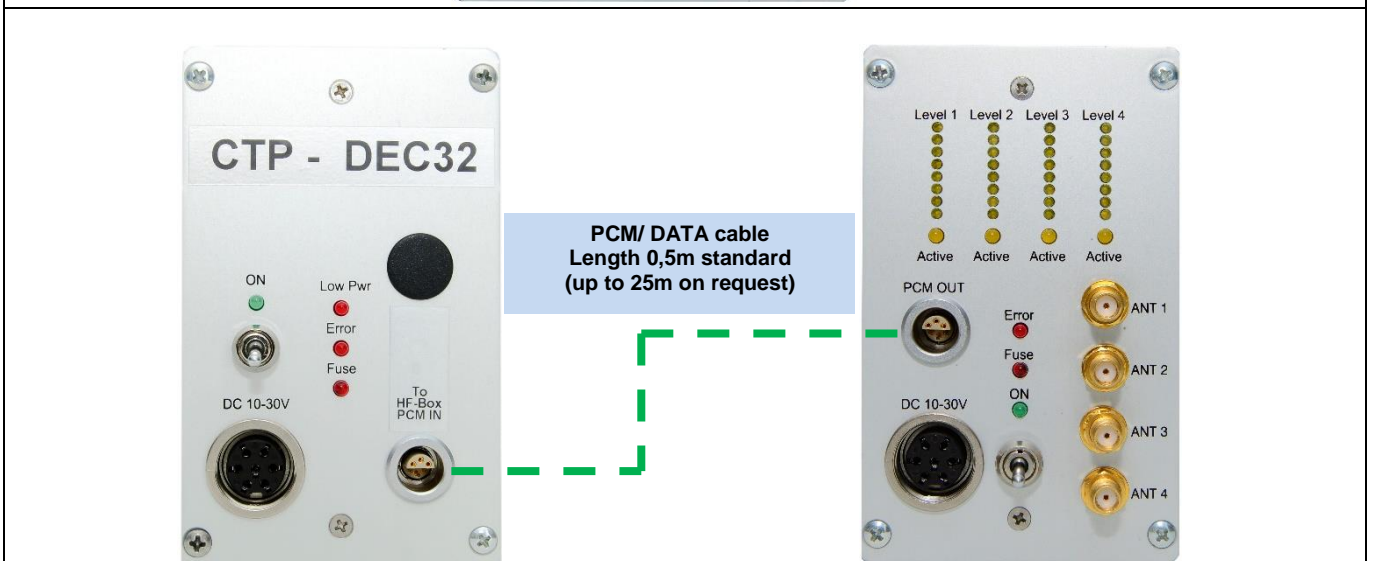 CTP - DEC32
ON
Low Pwr
Error
Fuse
DC 10-30V
To
HF-Box
PCM IN
PCM/ DATA cable
Length 0,5m standard
(up to 25m on request)
Level 1 Level 2 Level 3 Level 4
Active Active Active Active
PCM OUT
Error
Fuse
ON
DC 10-30V
ANT 1
ANT 2
ANT 3
ANT 4